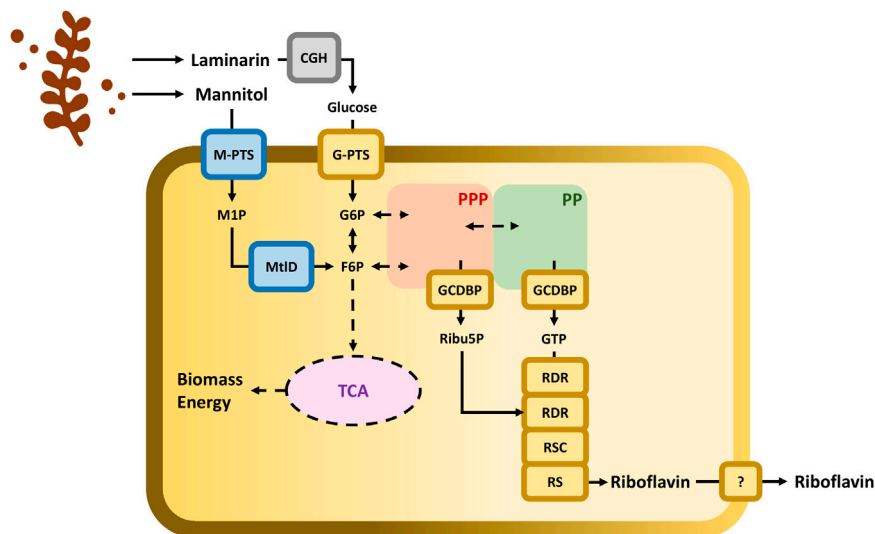 Laminarin
CGH
Mannitol
Glucose
M-PTS
G-PTS
PPP
PP
M1P
G6P
MtlD
F6P
GCDBP
GCDBP
Ribu5P
GTP
RDR
Biomass
Energy
TCA
RDR
RSC
RS
Riboflavin
?
Riboflavin